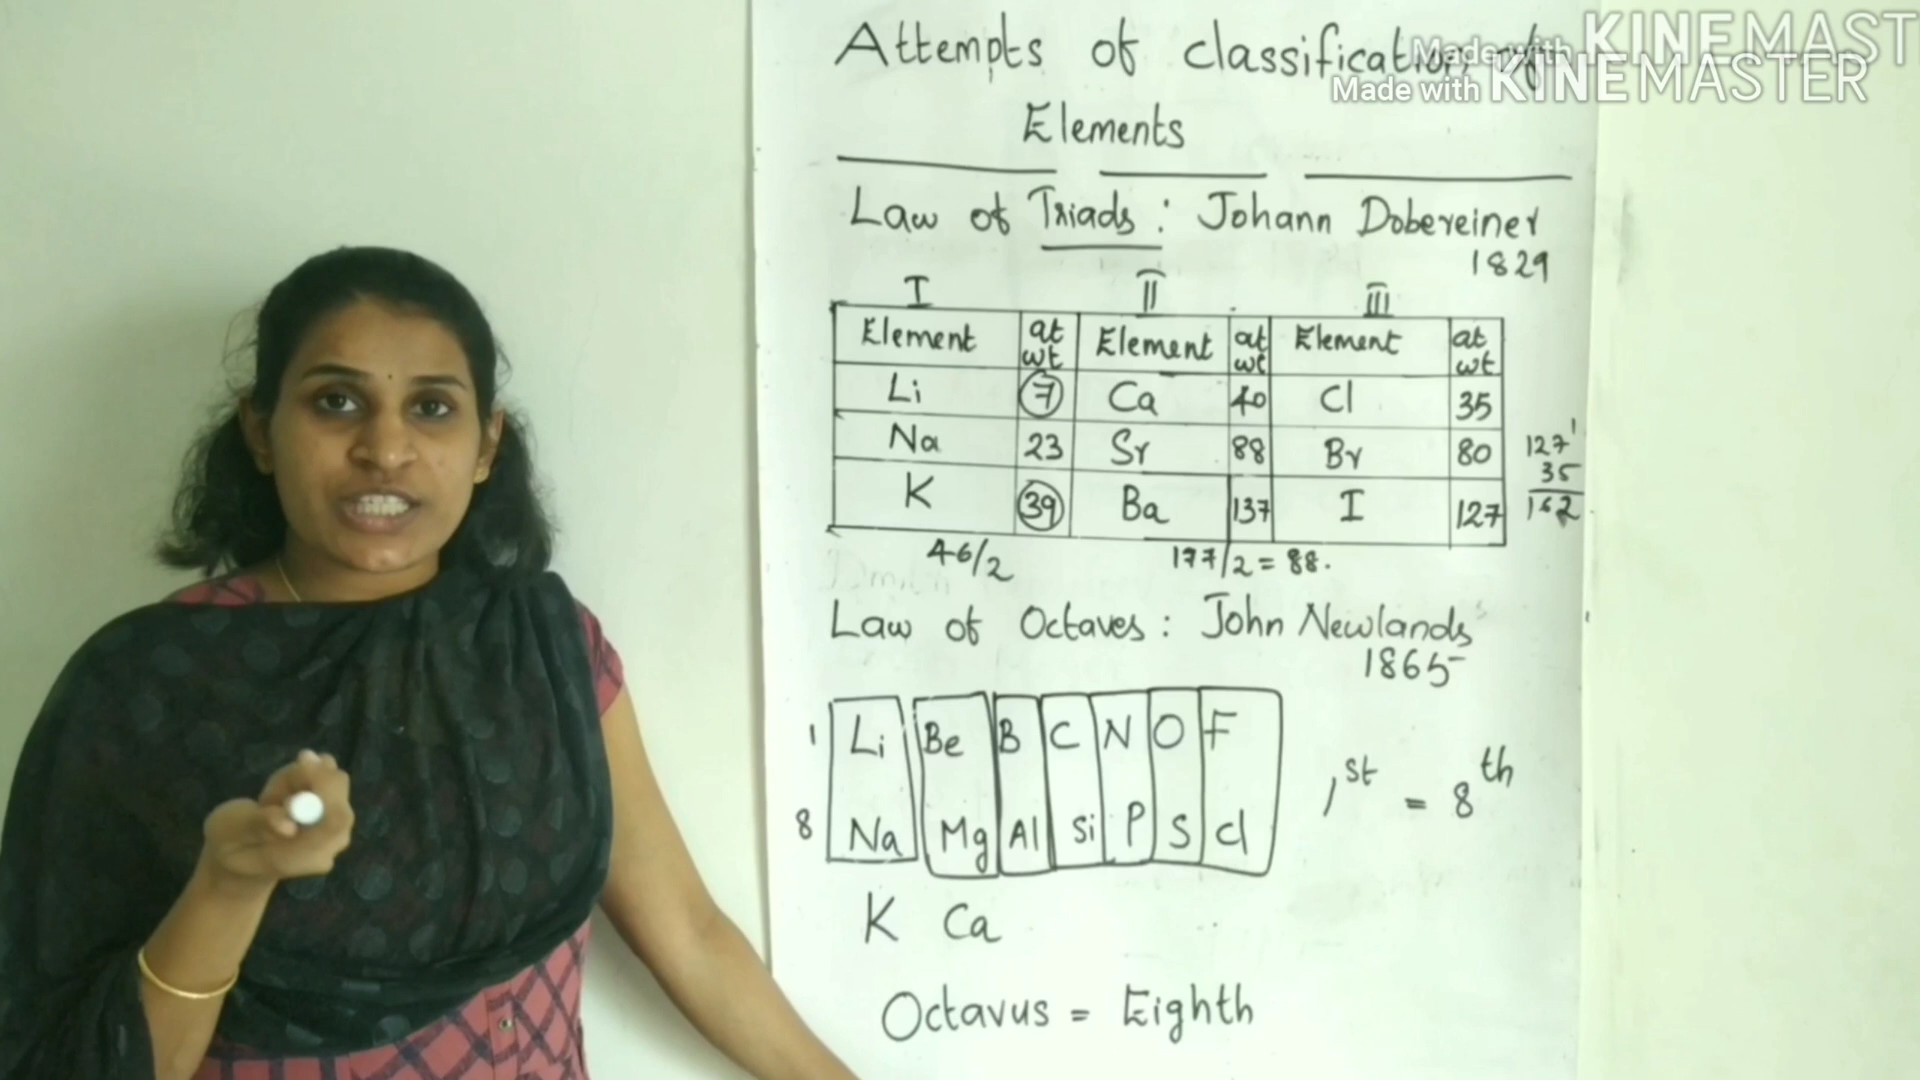 Attempts of classification of
Made with KINEMAST
Made with KINEMASTER
Elements
Law of Triads : Johann Dobereiner
1829
I II III
Element at wt Element at wt Element at wt
Li 7 Ca 40 Cl 35
Na 23 Sr 88 Br 80
K 39 Ba 137 I 127
127
35
162
46/2 177/2 = 88.
Law of Octaves : John Newlands
1865
1 Li Be B C N O F
1st = 8th
8 Na Mg Al Si P S Cl
K Ca
Octavus = Eighth